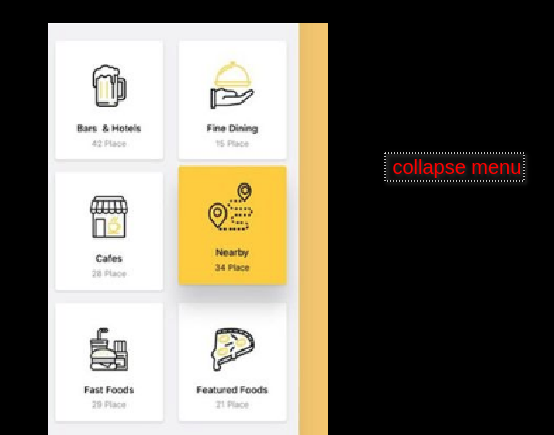 Bars & Hotels
42 Place
Fine Dining
15 Place
collapse menu
Cafes
28 Place
Nearby
34 Place
Fast Foods
29 Place
Featured Foods
21 Place